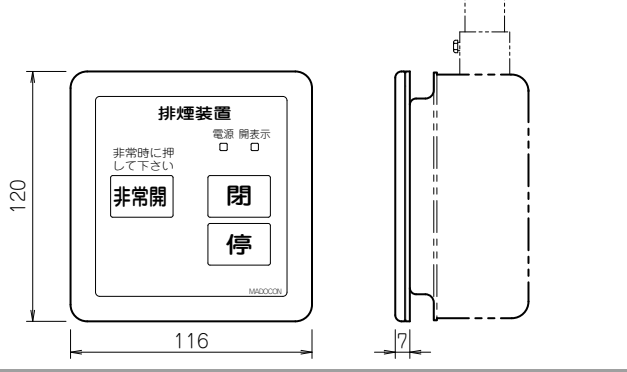 排煙装置
電源 開表示
非常時に押
して下さい
非常開
閉
停
MADOCON
120
116
7